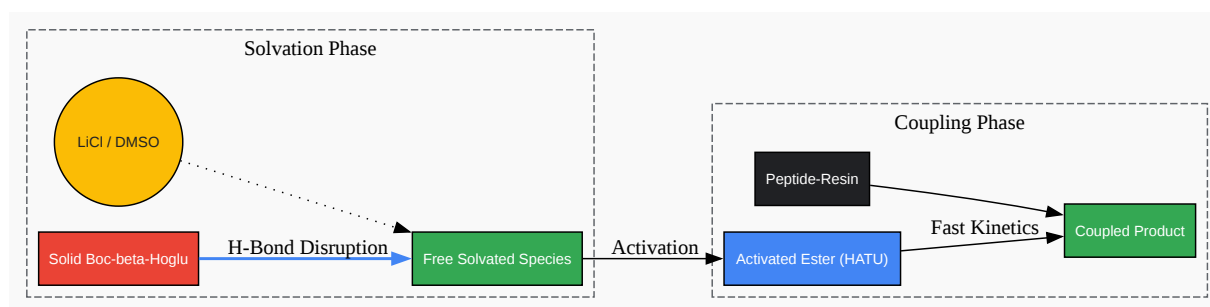 Solvation Phase
LiCl / DMSO
Solid Boc-beta-Hoglu
H-Bond Disruption
Free Solvated Species
Activation
Coupling Phase
Peptide-Resin
Activated Ester (HATU)
Fast Kinetics
Coupled Product